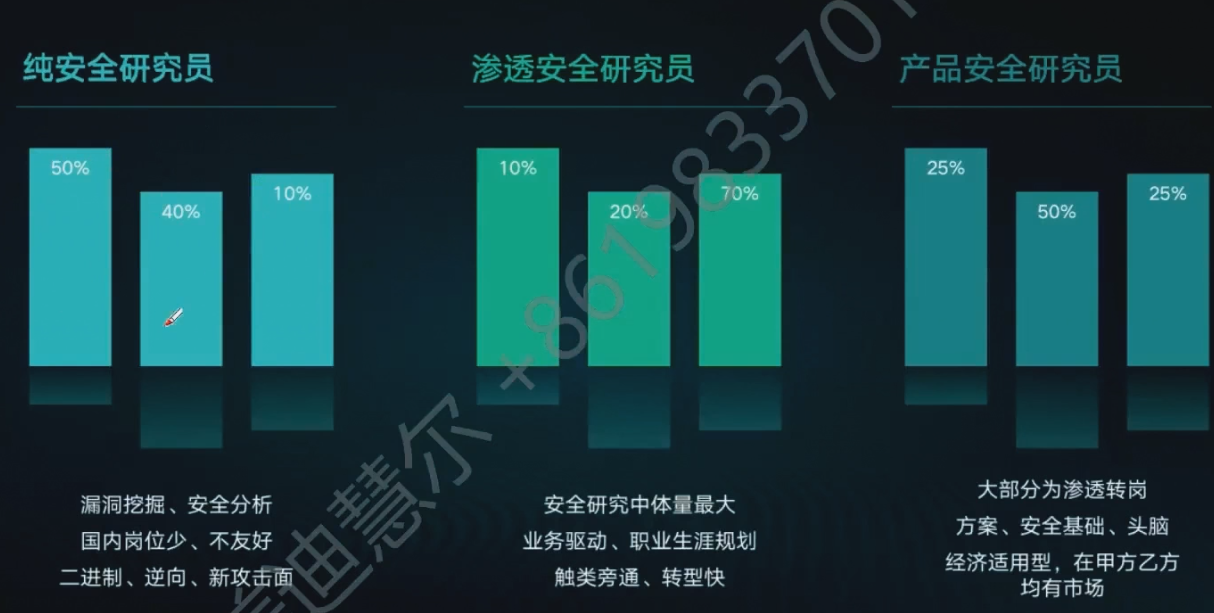 纯安全研究员
50%
40%
10%
漏洞挖掘、安全分析
国内岗位少、不友好
二进制、逆向、新攻击面
渗透安全研究员
10%
20%
70%
安全研究中体量最大
业务驱动、职业生涯规划
触类旁通、转型快
产品安全研究员
25%
50%
25%
大部分为渗透转岗
方案、安全基础、头脑
经济适用型，在甲方乙方
均有市场
迪慧尔 +8619833701